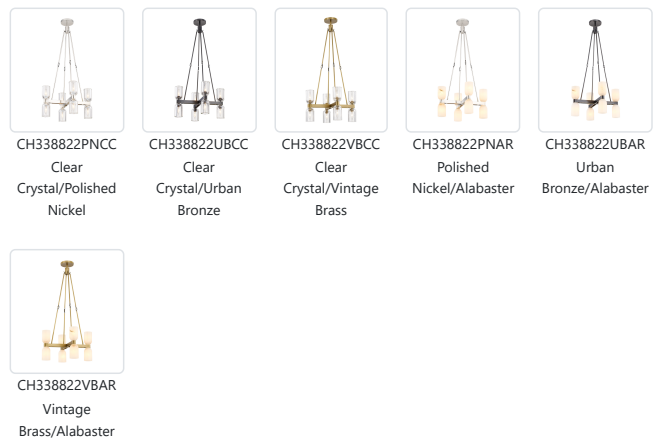 CH338822PNCC
Clear
Crystal/Polished
Nickel
CH338822UBCC
Clear
Crystal/Urban
Bronze
CH338822VBCC
Clear
Crystal/Vintage
Brass
CH338822PNAR
Polished
Nickel/Alabaster
CH338822UBAR
Urban
Bronze/Alabaster
CH338822VBAR
Vintage
Brass/Alabaster